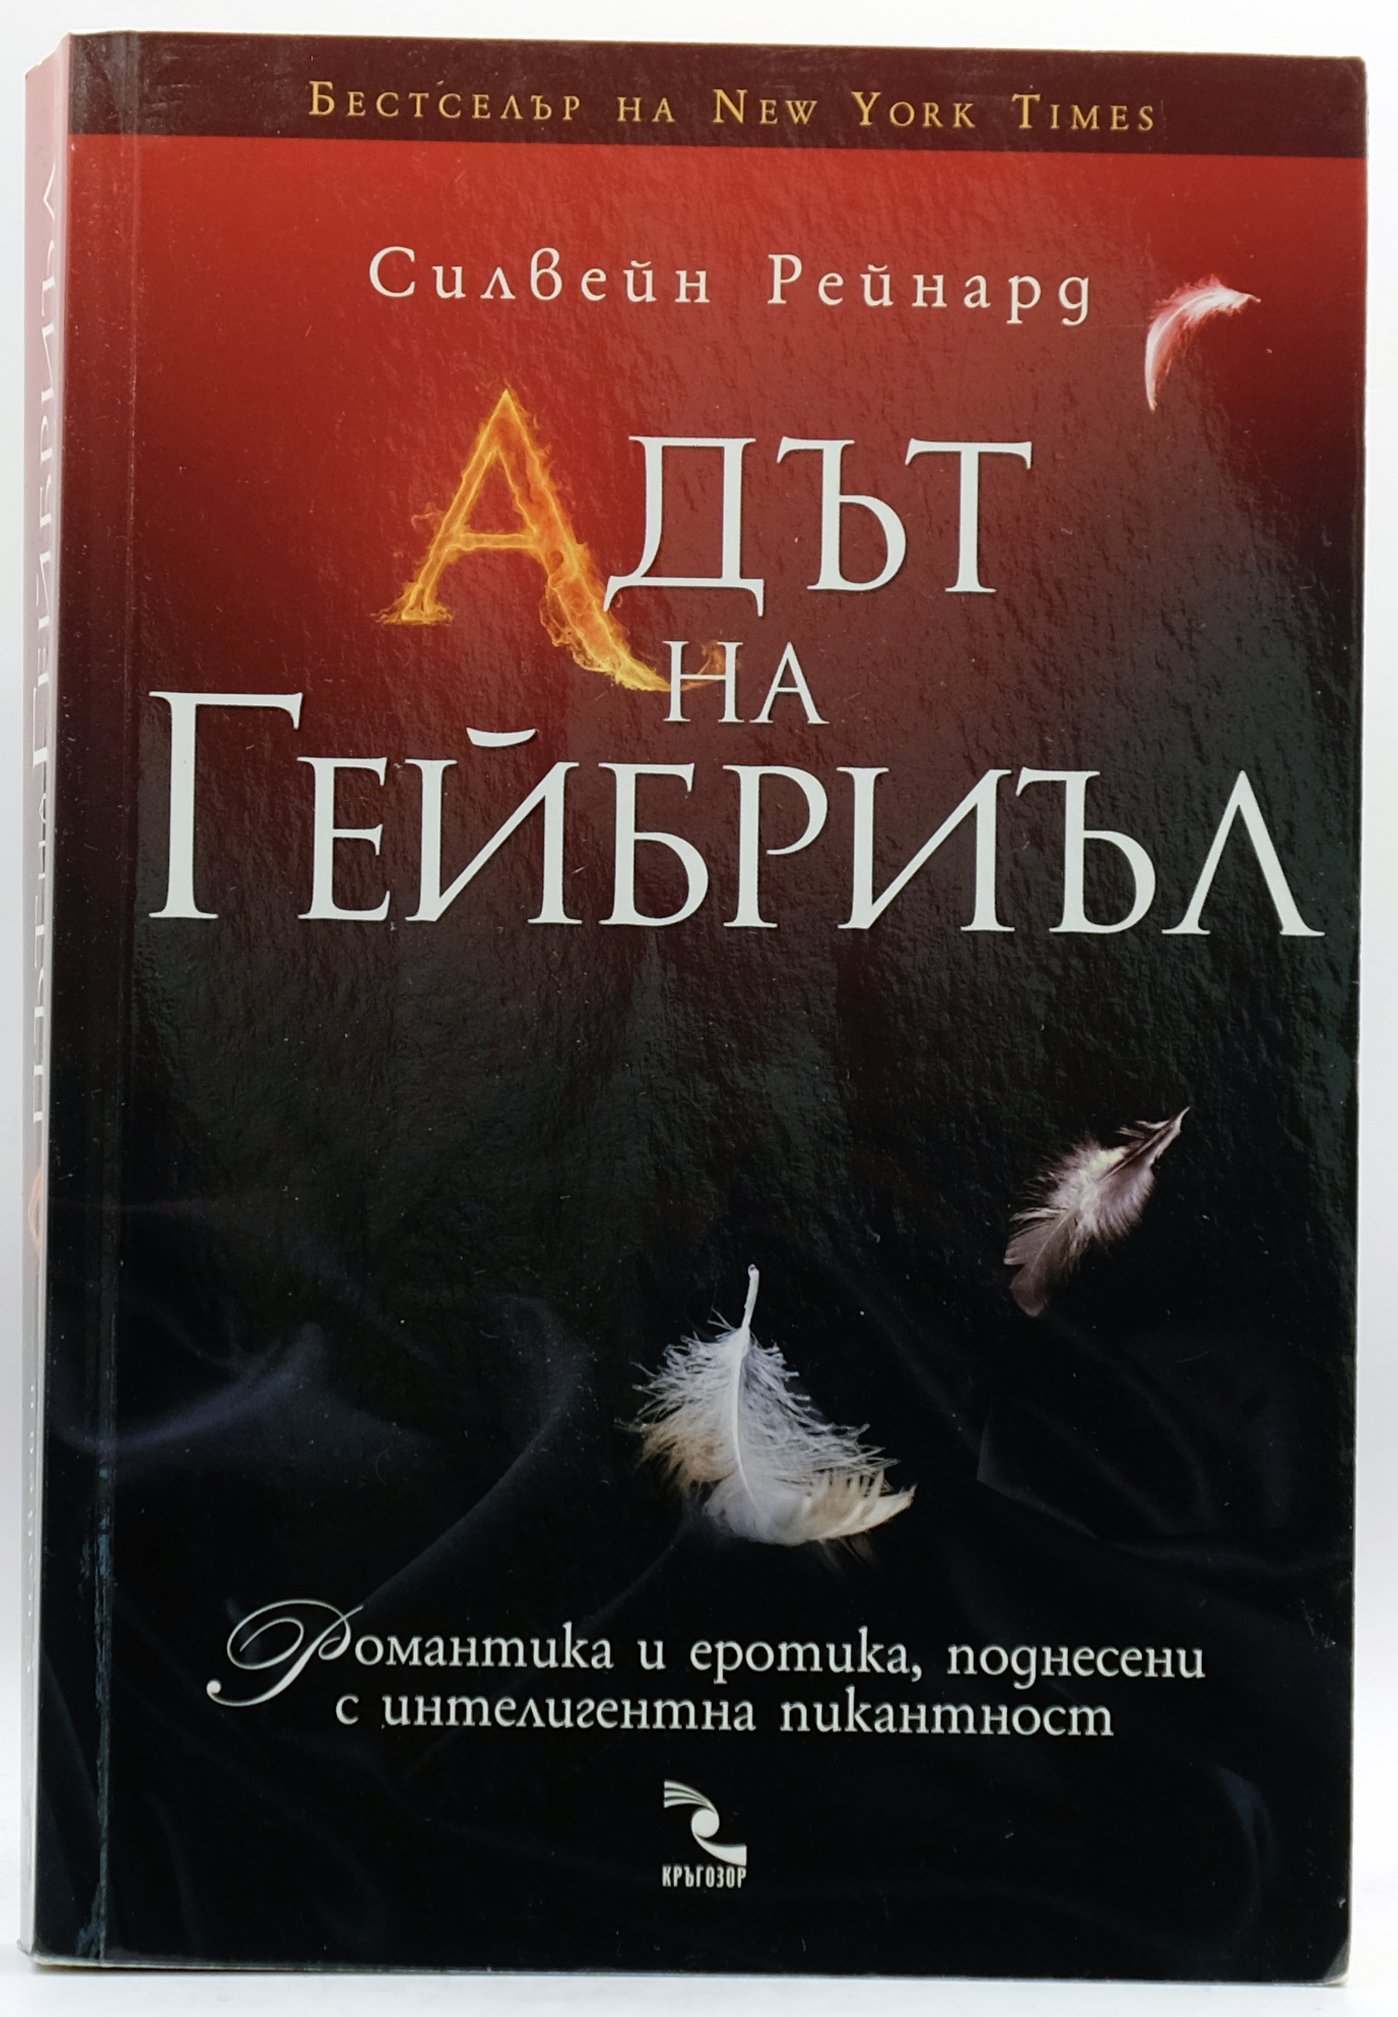 Бестселър на New York Times
Силвейн Рейнард
Адът
на
Гейбриъл
Романтика и еротика, поднесени
с интелигентна пикантност
КРЪГОЗОР